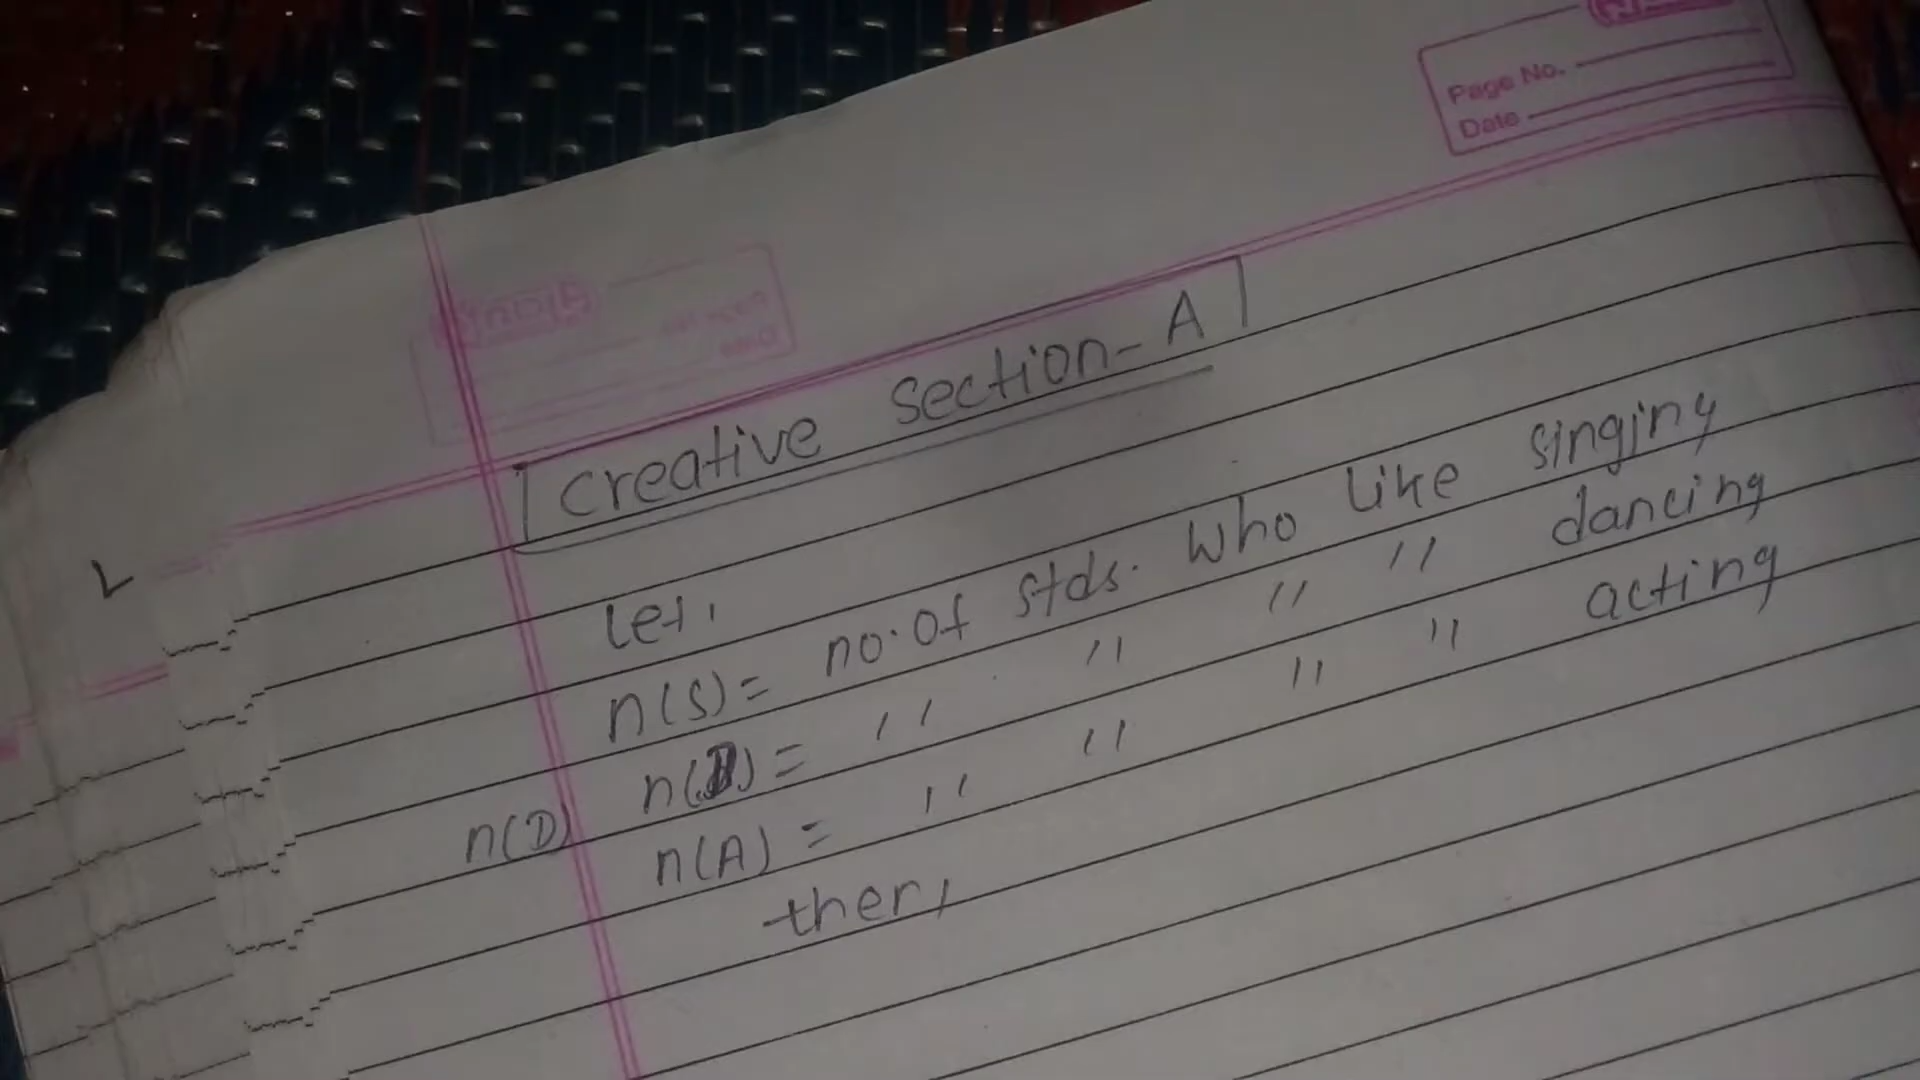 Page No.
Date
Creative Section-A
let,
n(S) = no. of stds. who like singing
n(D) = " " " " dancing
n(D)
n(A) = " " " " acting
then,